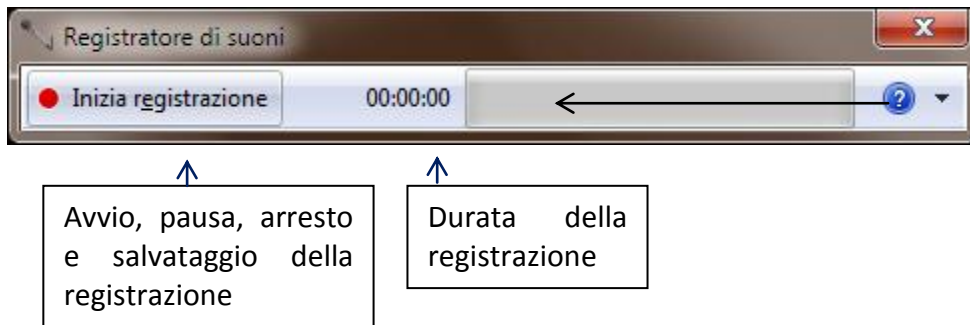 Registratore di suoni
Inizia registrazione 00:00:00
Avvio, pausa, arresto
e salvataggio della
registrazione
Durata della
registrazione